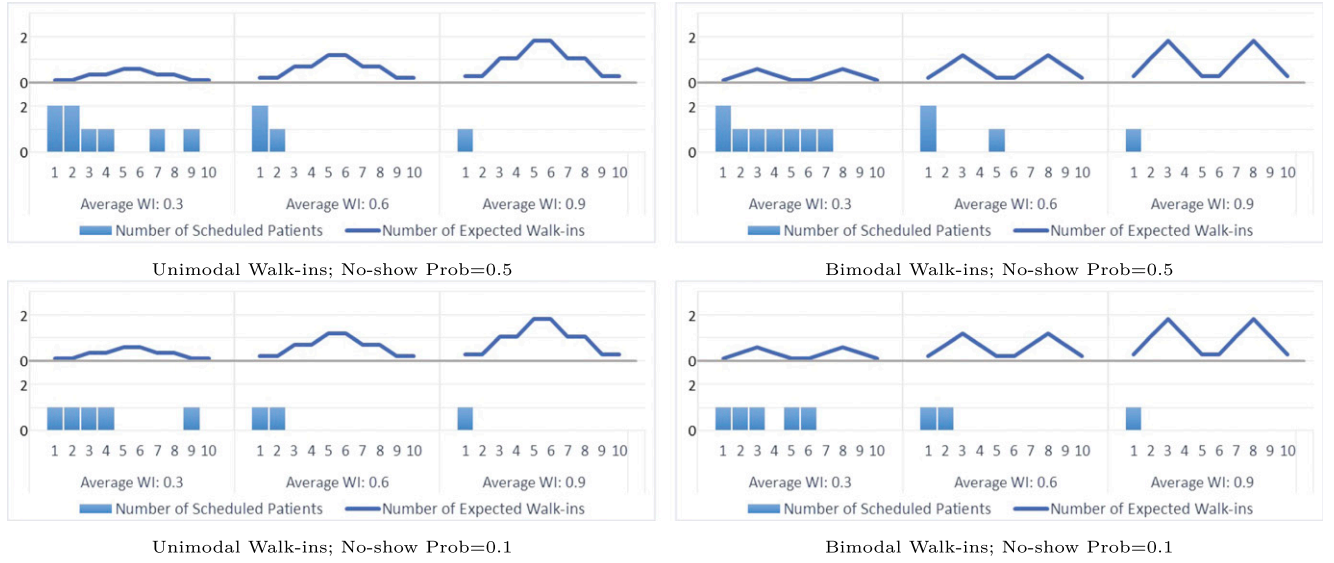 2
0
2
0
1 2 3 4 5 6 7 8 9 10 1 2 3 4 5 6 7 8 9 10 1 2 3 4 5 6 7 8 9 10
Average WI: 0.3 Average WI: 0.6 Average WI: 0.9
Number of Scheduled Patients Number of Expected Walk-ins
Unimodal Walk-ins; No-show Prob=0.5
2
0
2
0
1 2 3 4 5 6 7 8 9 10 1 2 3 4 5 6 7 8 9 10 1 2 3 4 5 6 7 8 9 10
Average WI: 0.3 Average WI: 0.6 Average WI: 0.9
Number of Scheduled Patients Number of Expected Walk-ins
Bimodal Walk-ins; No-show Prob=0.5
2
0
2
0
1 2 3 4 5 6 7 8 9 10 1 2 3 4 5 6 7 8 9 10 1 2 3 4 5 6 7 8 9 10
Average WI: 0.3 Average WI: 0.6 Average WI: 0.9
Number of Scheduled Patients Number of Expected Walk-ins
Unimodal Walk-ins; No-show Prob=0.1
2
0
2
0
1 2 3 4 5 6 7 8 9 10 1 2 3 4 5 6 7 8 9 10 1 2 3 4 5 6 7 8 9 10
Average WI: 0.3 Average WI: 0.6 Average WI: 0.9
Number of Scheduled Patients Number of Expected Walk-ins
Bimodal Walk-ins; No-show Prob=0.1